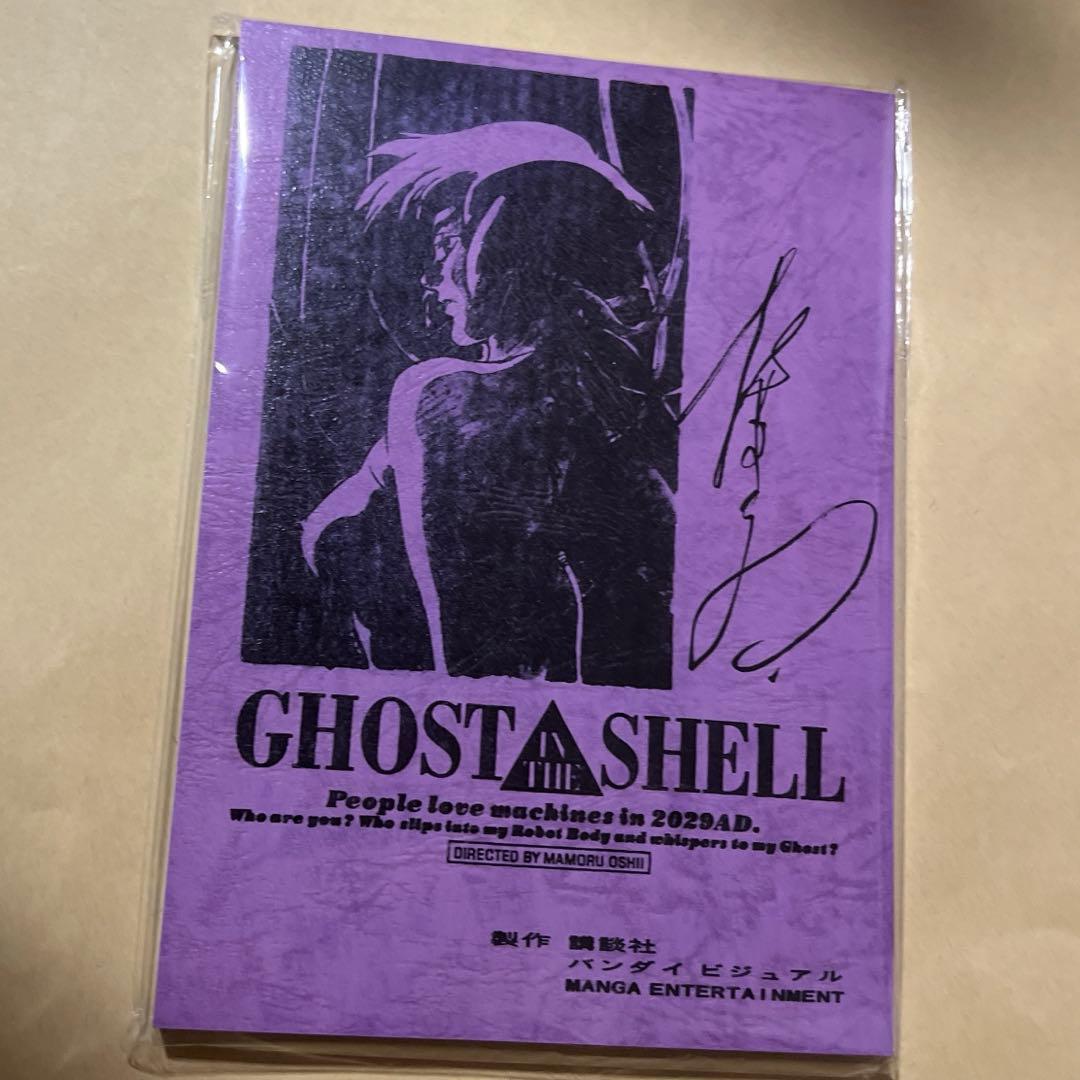 GHOST IN THE SHELL
People love machines in 2029AD.
Who are you? Who slips into my Robot Body and whispers to my Ghost?
DIRECTED BY MAMORU OSHII
製作 講談社
バンダイビジュアル
MANGA ENTERTAINMENT